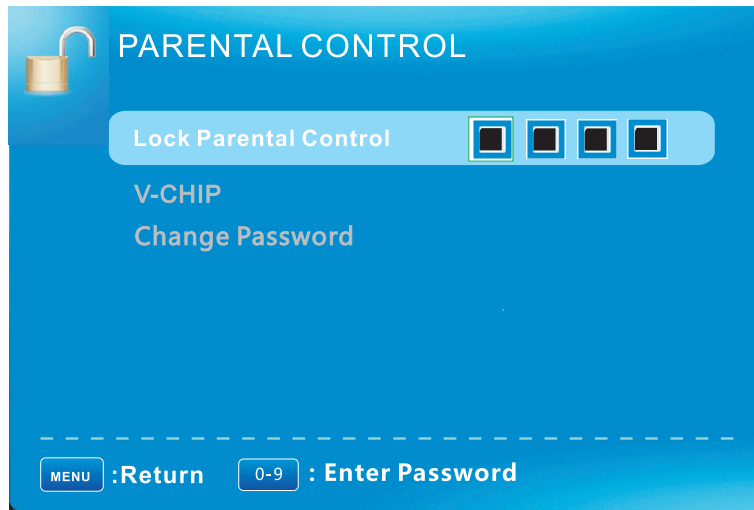 PARENTAL CONTROL
Lock Parental Control
V-CHIP
Change Password
MENU :Return 0-9 : Enter Password